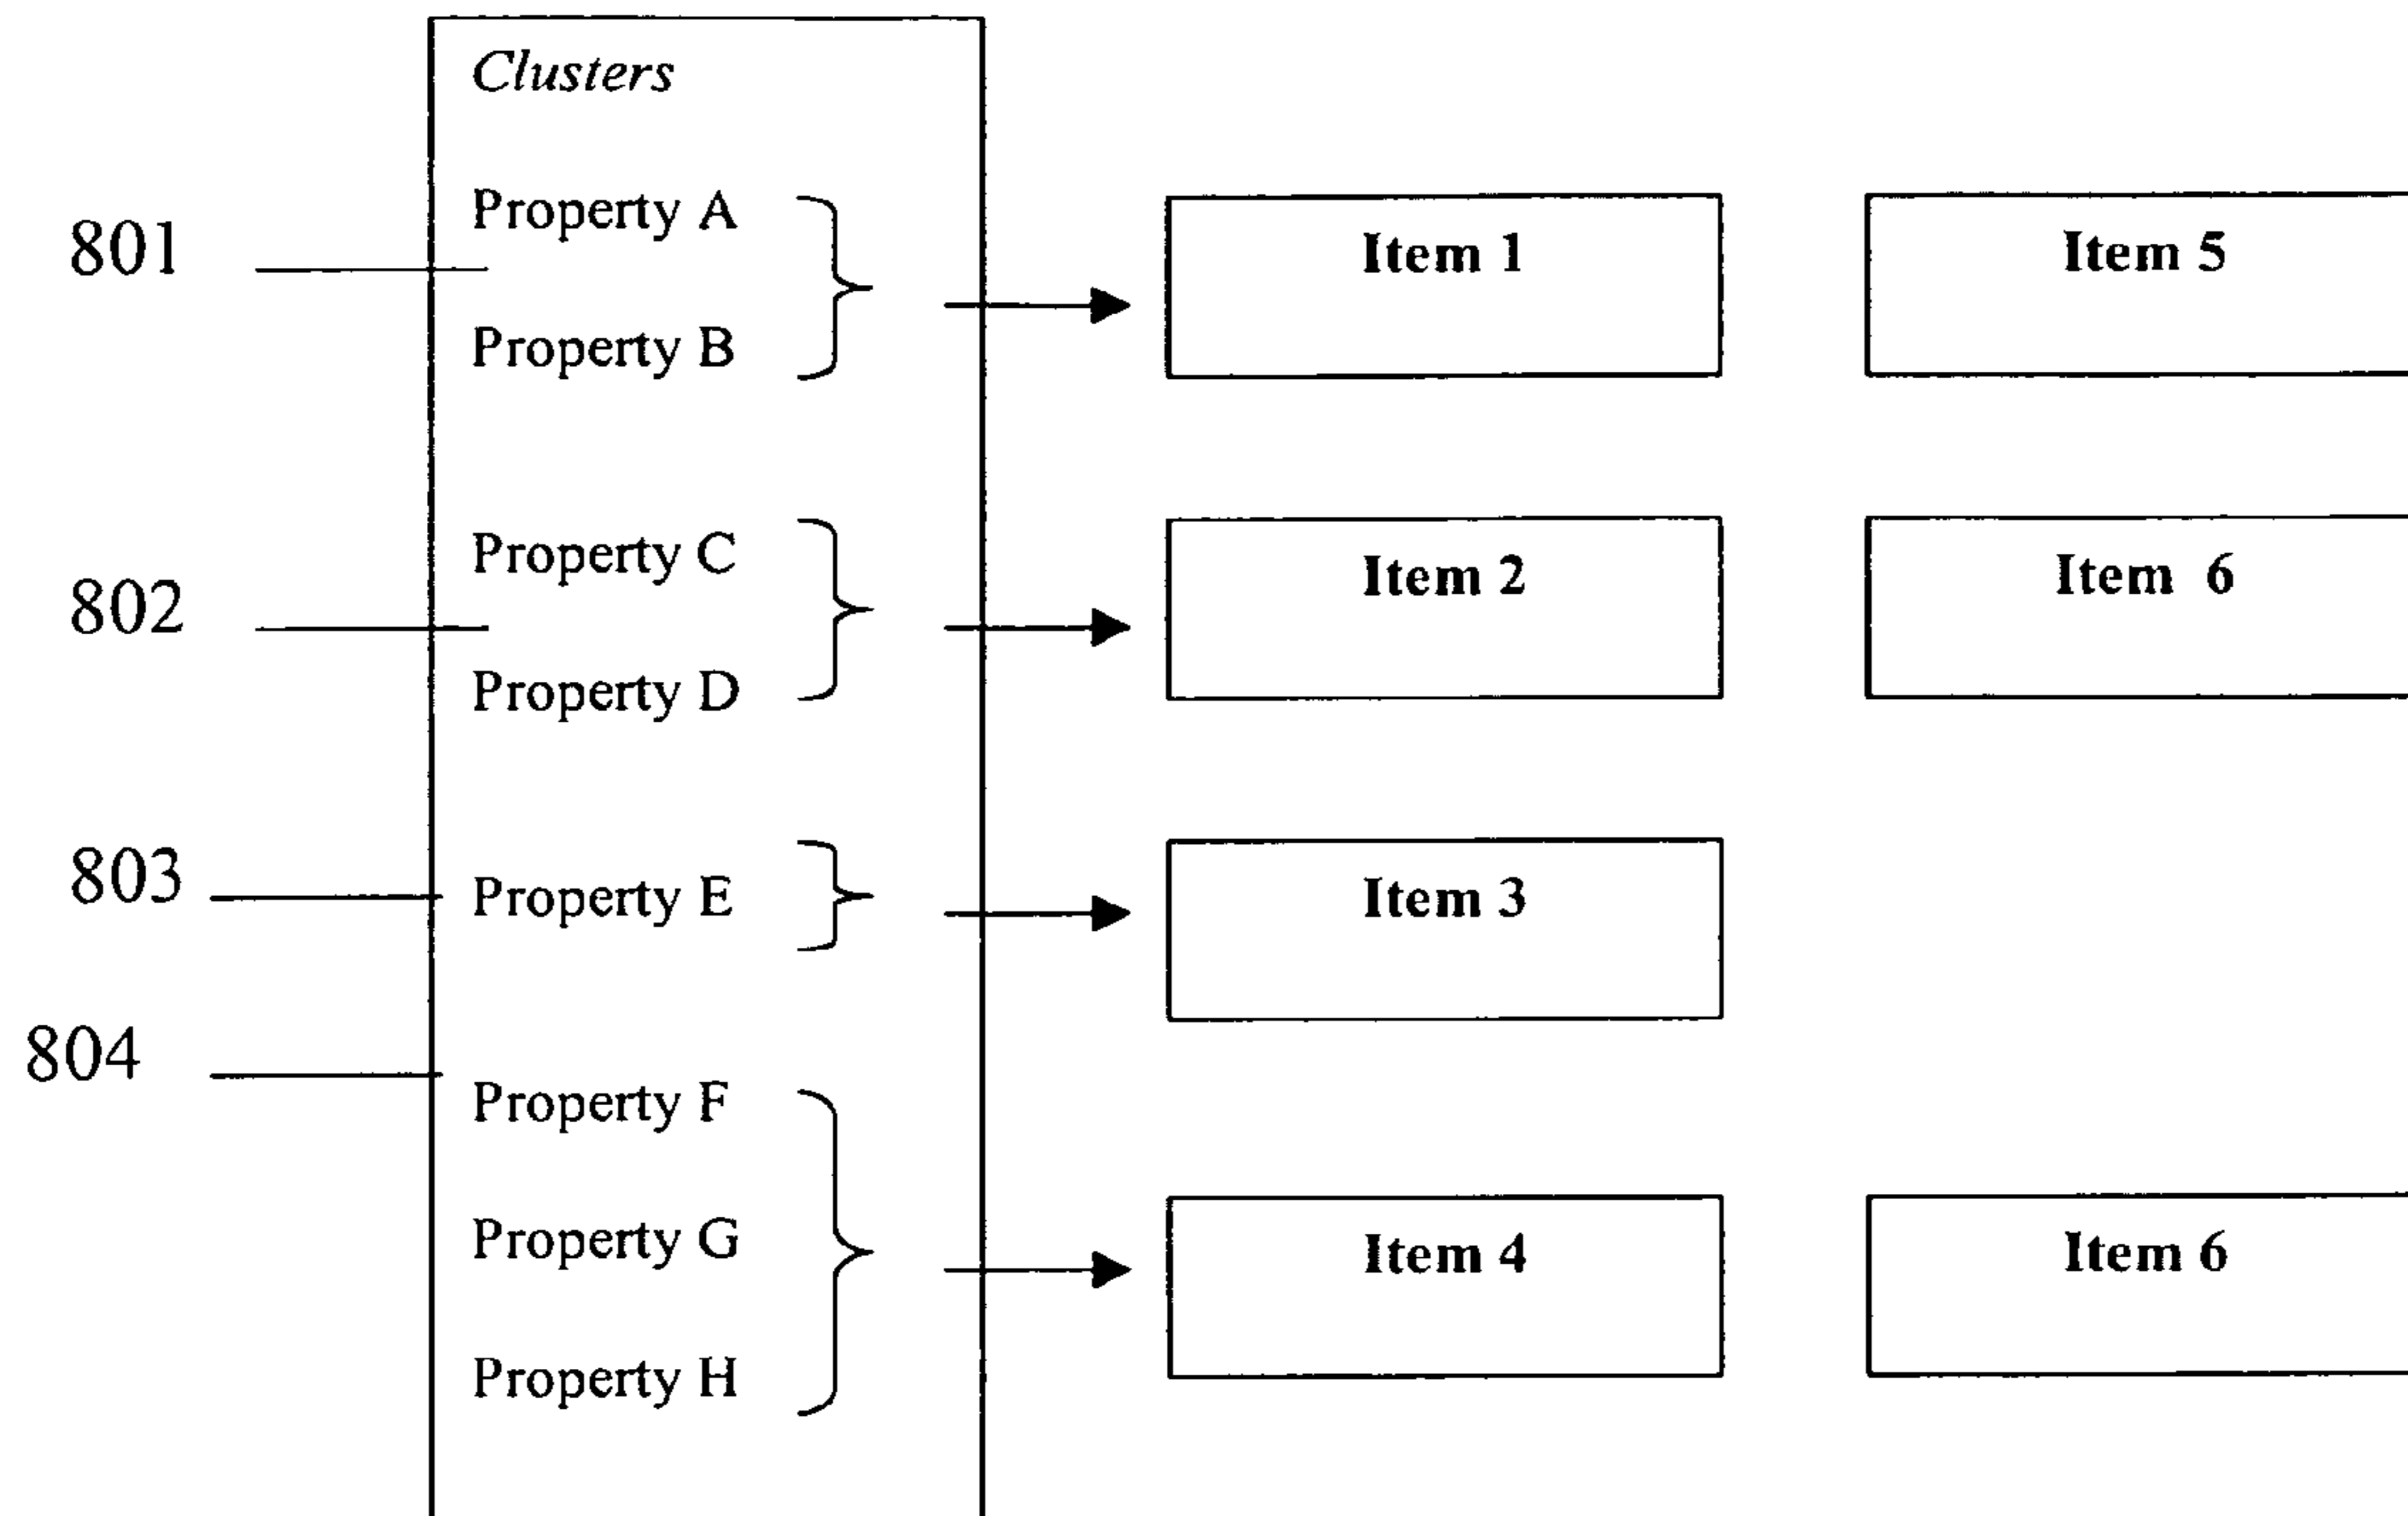 Clusters
Property A
801
Item 1
Item 5
Property B
Property C
802
Item 2
Item  6
Property D
803
Property E
Item 3
804
Property F
Property G
Item 4
Item 6
Property H